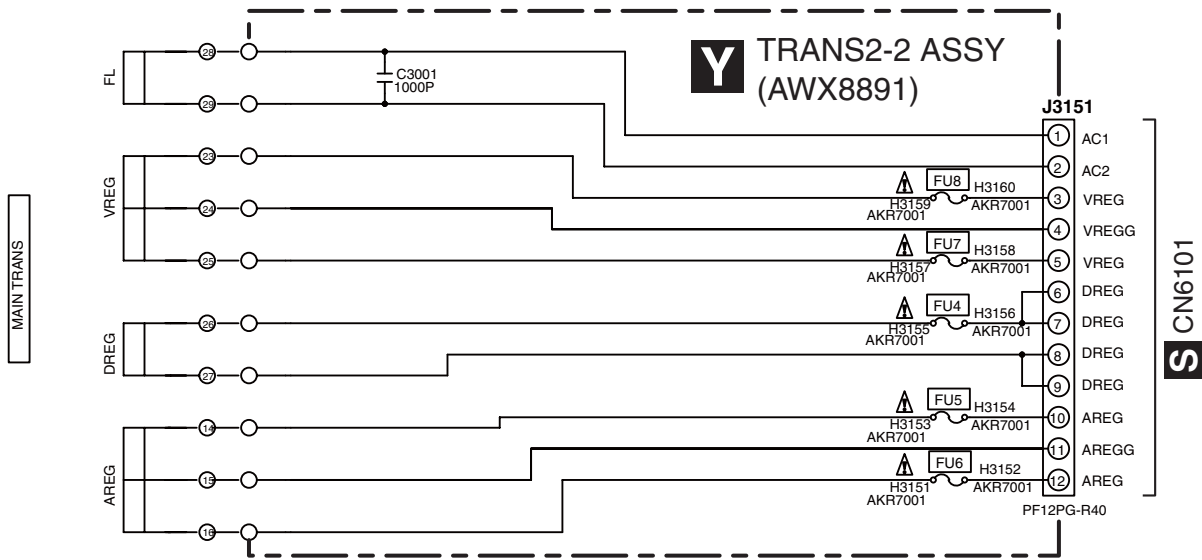 Y TRANS2-2 ASSY
(AWX8891)
MAIN TRANS
FL
28
29
C3001
1000P
VREG
23
24
25
DREG
26
27
AREG
14
15
16
FU8
H3159
AKR7001
H3160
AKR7001
FU7
H3157
AKR7001
H3158
AKR7001
FU4
H3155
AKR7001
H3156
AKR7001
FU5
H3153
AKR7001
H3154
AKR7001
FU6
H3151
AKR7001
H3152
AKR7001
J3151
1 AC1
2 AC2
3 VREG
4 VREGG
5 VREG
6 DREG
7 DREG
8 DREG
9 DREG
10 AREG
11 AREGG
12 AREG
PF12PG-R40
S CN6101